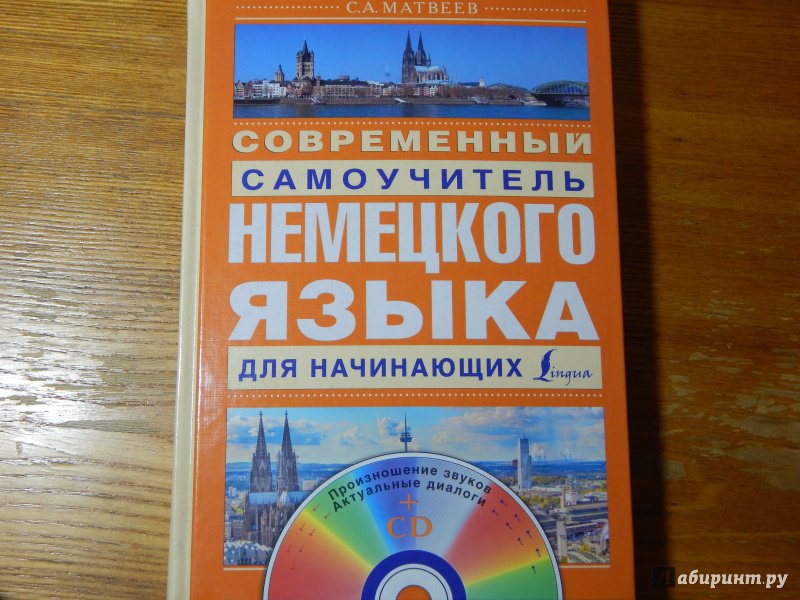 С.А. МАТВЕЕВ
СОВРЕМЕННЫЙ
САМОУЧИТЕЛЬ
НЕМЕЦКОГО
ЯЗЫКА
ДЛЯ НАЧИНАЮЩИХ Lingua
Произношение звуков
Актуальные диалоги
+
CD
Лабиринт.ру